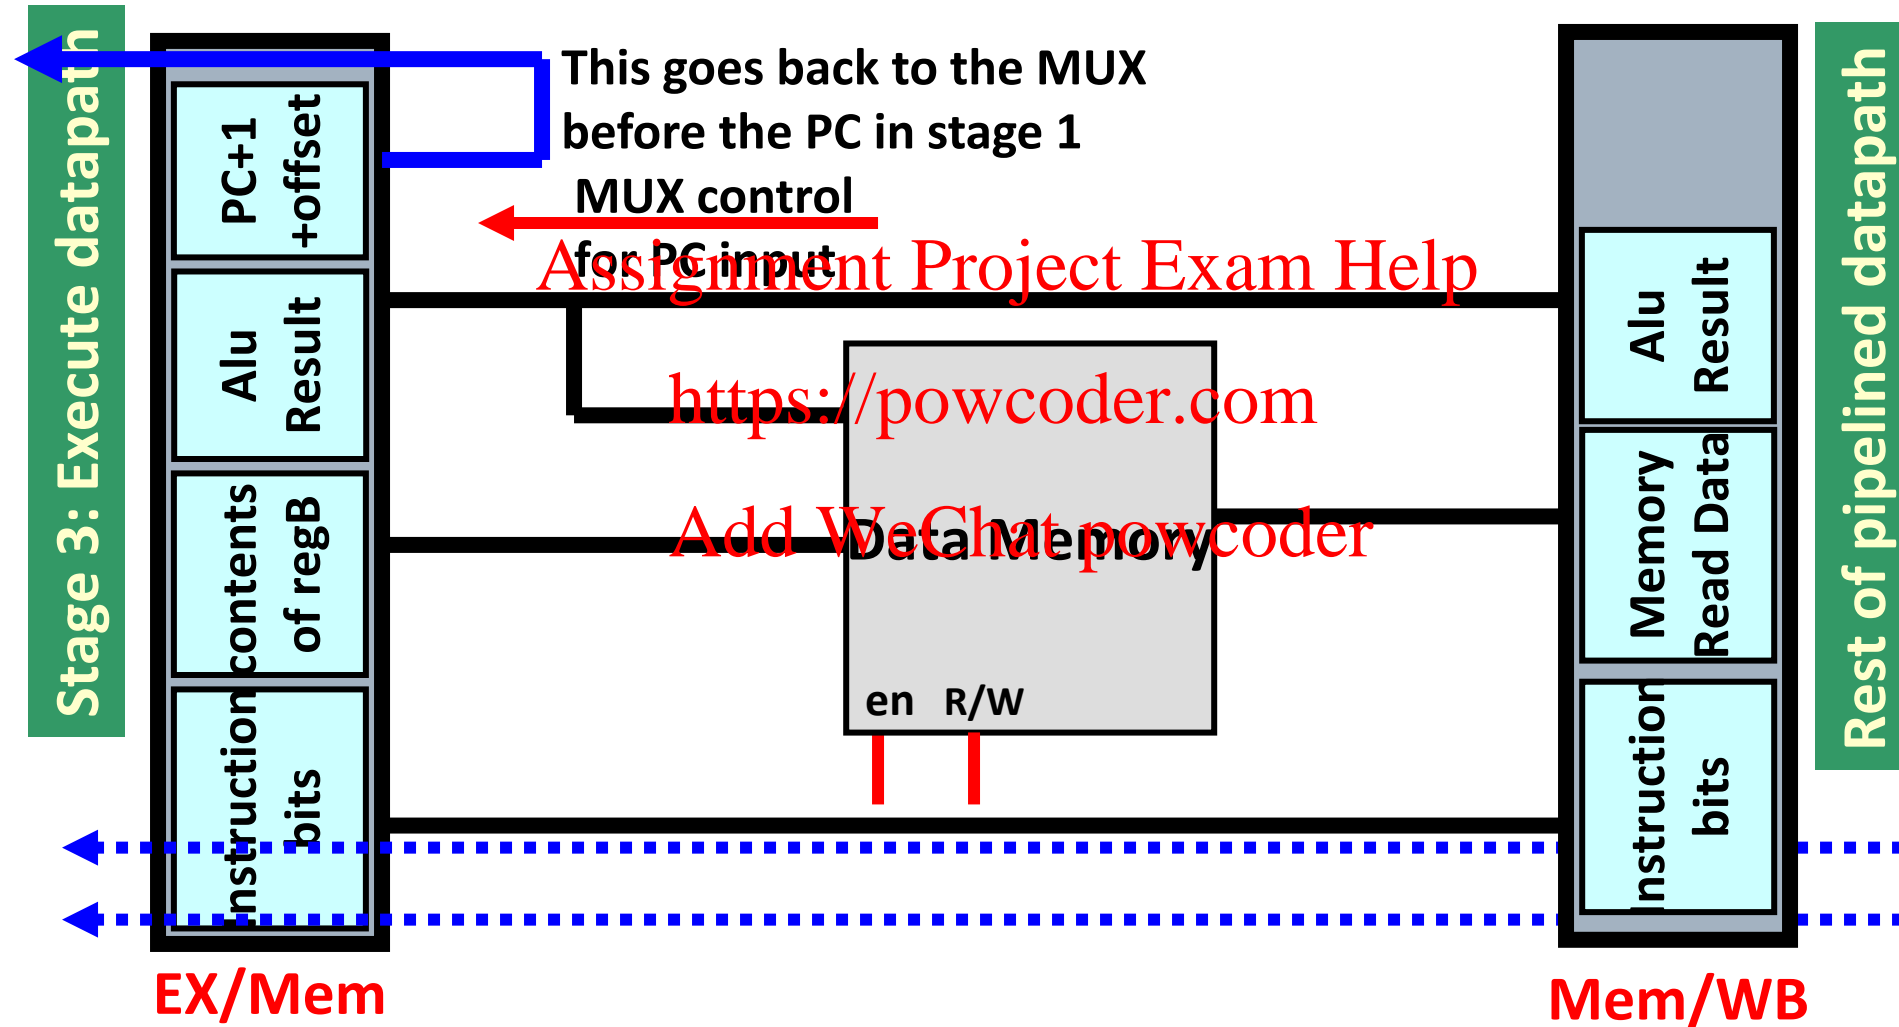 Stage 3: Execute datapath
PC+1
+offset
Alu
Result
contents
of regB
Instruction
bits
EX/Mem
This goes back to the MUX
before the PC in stage 1
MUX control
for PC input
Assignment Project Exam Help
https://powcoder.com
Add WeChat powcoder
Data Memory
en R/W
Alu
Result
Memory
Read Data
Instruction
bits
Mem/WB
Rest of pipelined datapath